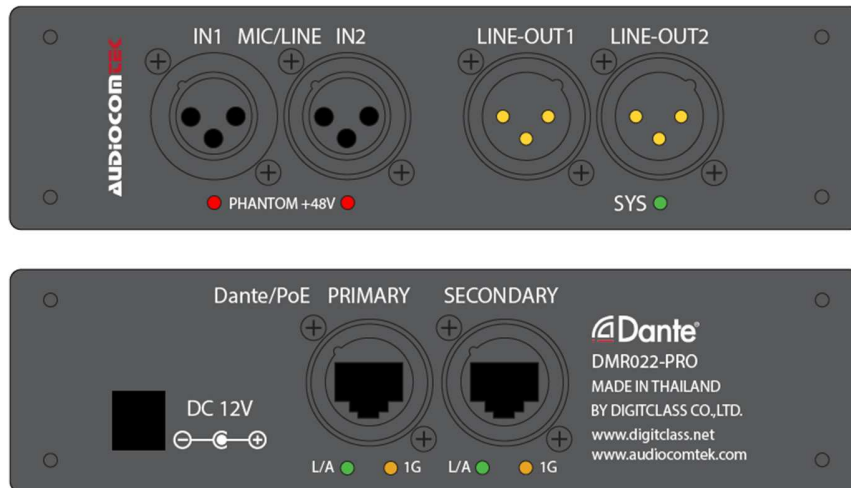 IN1 MIC/LINE IN2
LINE-OUT1 LINE-OUT2
AUDiOCOMtEK
PHANTOM +48V
SYS
Dante/PoE PRIMARY SECONDARY
DC 12V
L/A 1G
L/A 1G
Dante®
DMR022-PRO
MADE IN THAILAND
BY DIGITCLASS CO.,LTD.
www.digitclass.net
www.audiocomtek.com